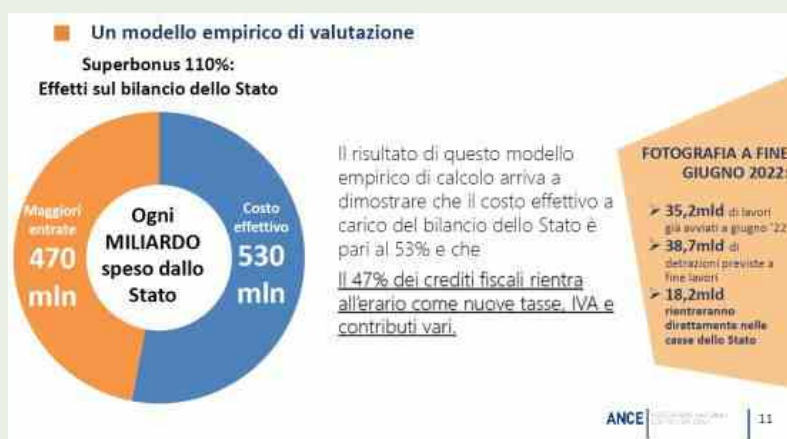 Un modello empirico di valutazione
Superbonus 110%:
Effetti sul bilancio dello Stato
Maggiori
entrate
470
mln
Ogni
MILIARDO
speso dallo
Stato
Costo
effettivo
530
mln
Il risultato di questo modello
empirico di calcolo arriva a
dimostrare che il costo effettivo a
carico del bilancio dello Stato è
pari al 53% e che
Il 47% dei crediti fiscali rientra
all'erario come nuove tasse, IVA e
contributi vari.
FOTOGRAFIA A FINE
GIUGNO 2022:
35,2mld di lavori
già avviati a giugno '22
38,7mld di
detrazioni previste a
fine lavori
18,2mld
rientreranno
direttamente nelle
casse dello Stato
ANCE
11